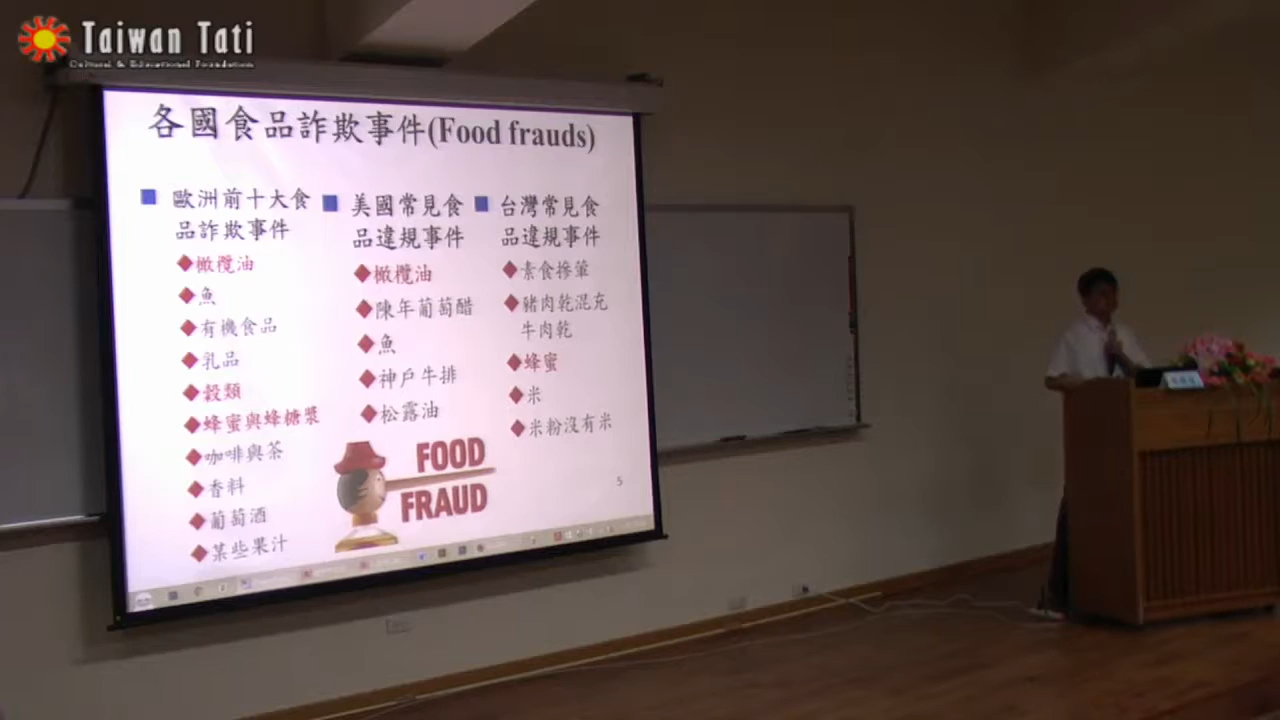 Taiwan Tati
Cultural & Educational Foundation
各國食品詐欺事件(Food frauds)
歐洲前十大食
品詐欺事件
橄欖油
魚
有機食品
乳品
穀類
蜂蜜與蜂糖漿
咖啡與茶
香料
葡萄酒
某些果汁
美國常見食
品違規事件
橄欖油
陳年葡萄醋
魚
神戶牛排
松露油
台灣常見食
品違規事件
素食摻葷
豬肉乾混充
牛肉乾
蜂蜜
米
米粉沒有米
FOOD
FRAUD
5